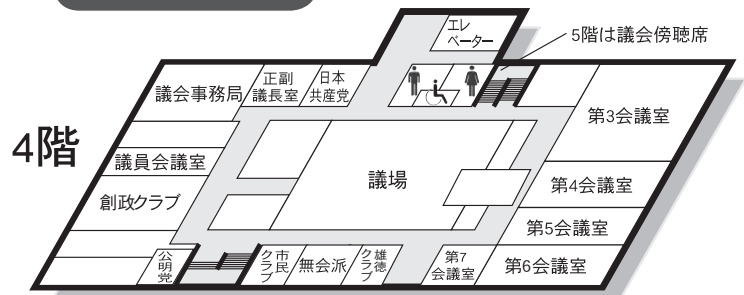 エレ
ベーター
5階は議会傍聴席
4階
議会事務局
正副
議長室
日本
共産党
第3会議室
議員会議室
議場
第4会議室
創政クラブ
第5会議室
公明党
市民
クラブ
無会派
雄徳
クラブ
第7
会議室
第6会議室